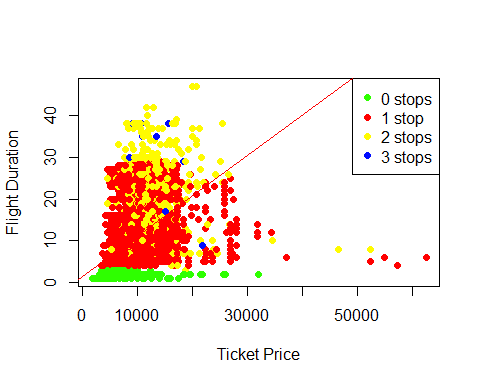 0 stops
1 stop
2 stops
3 stops
Flight Duration
0 10 20 30 40
0 10000 30000 50000
Ticket Price